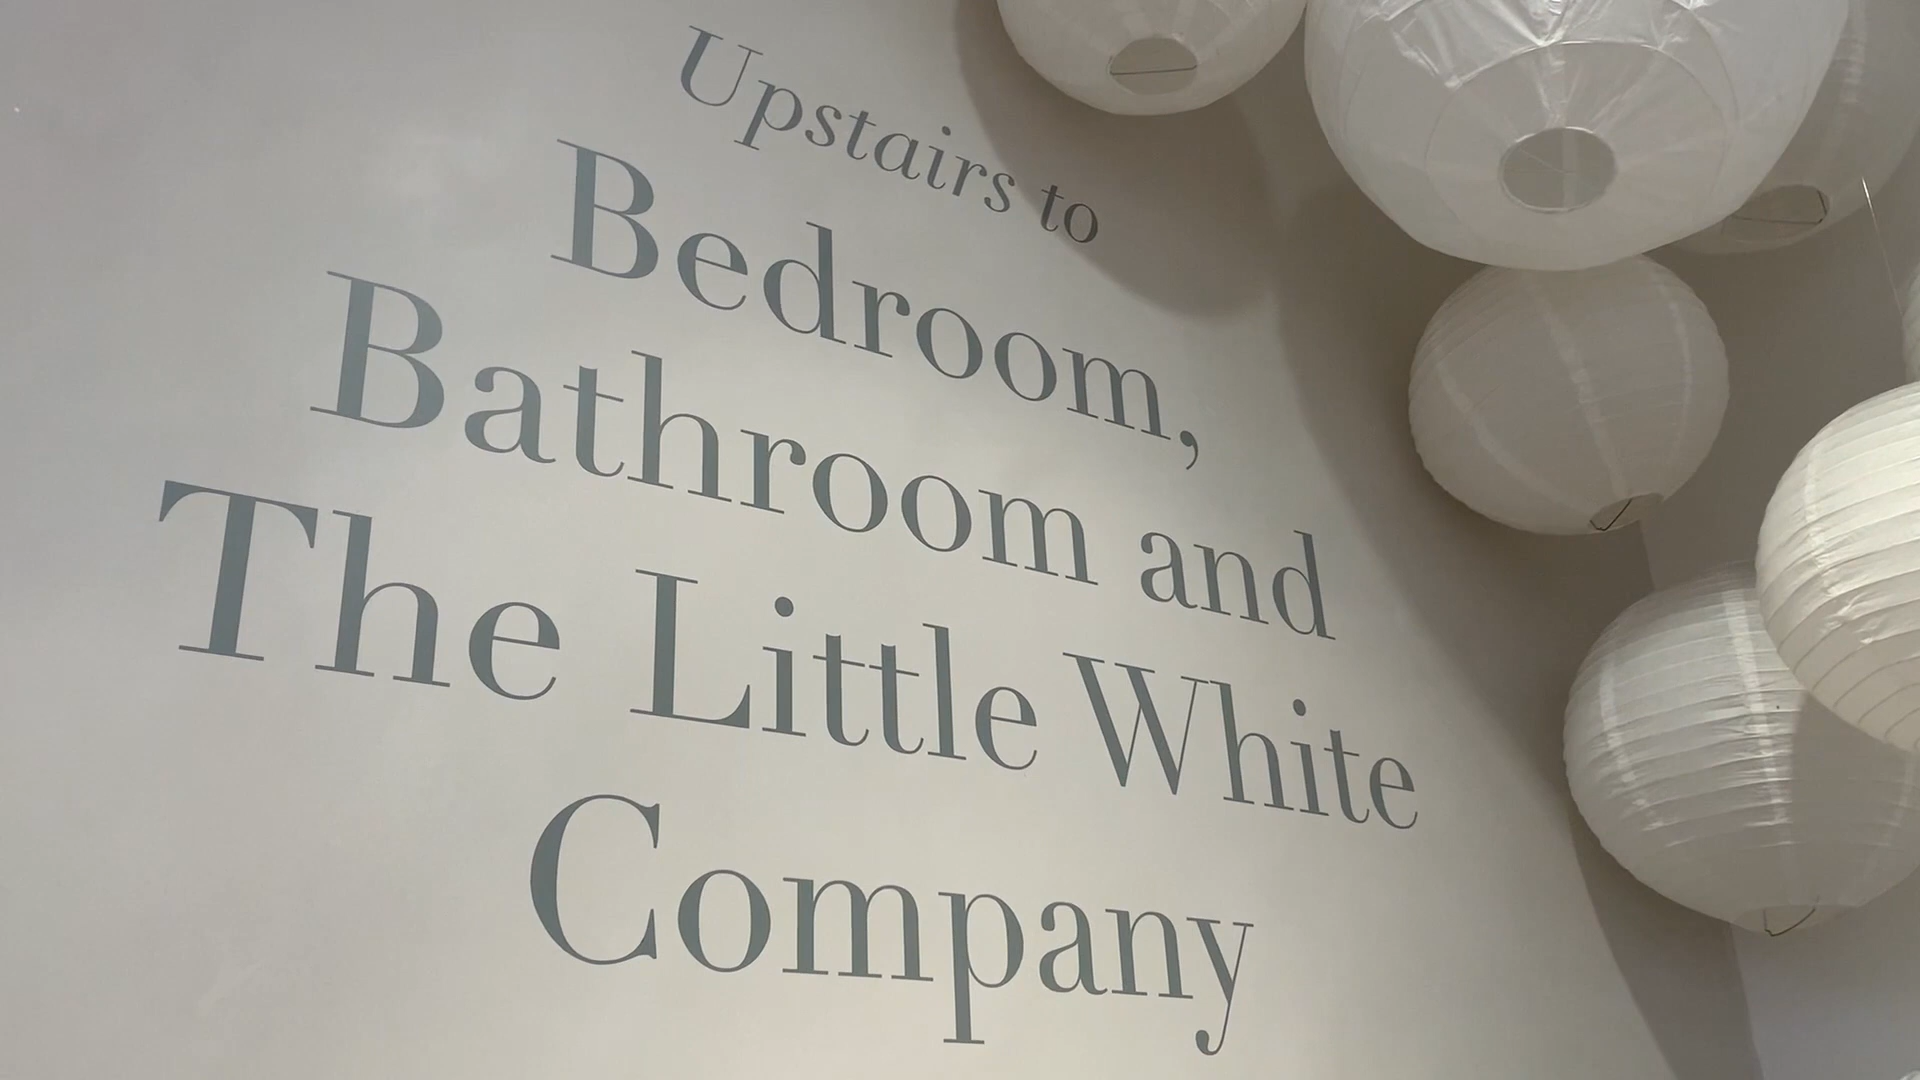 Upstairs to
Bedroom,
Bathroom and
The Little White
Company